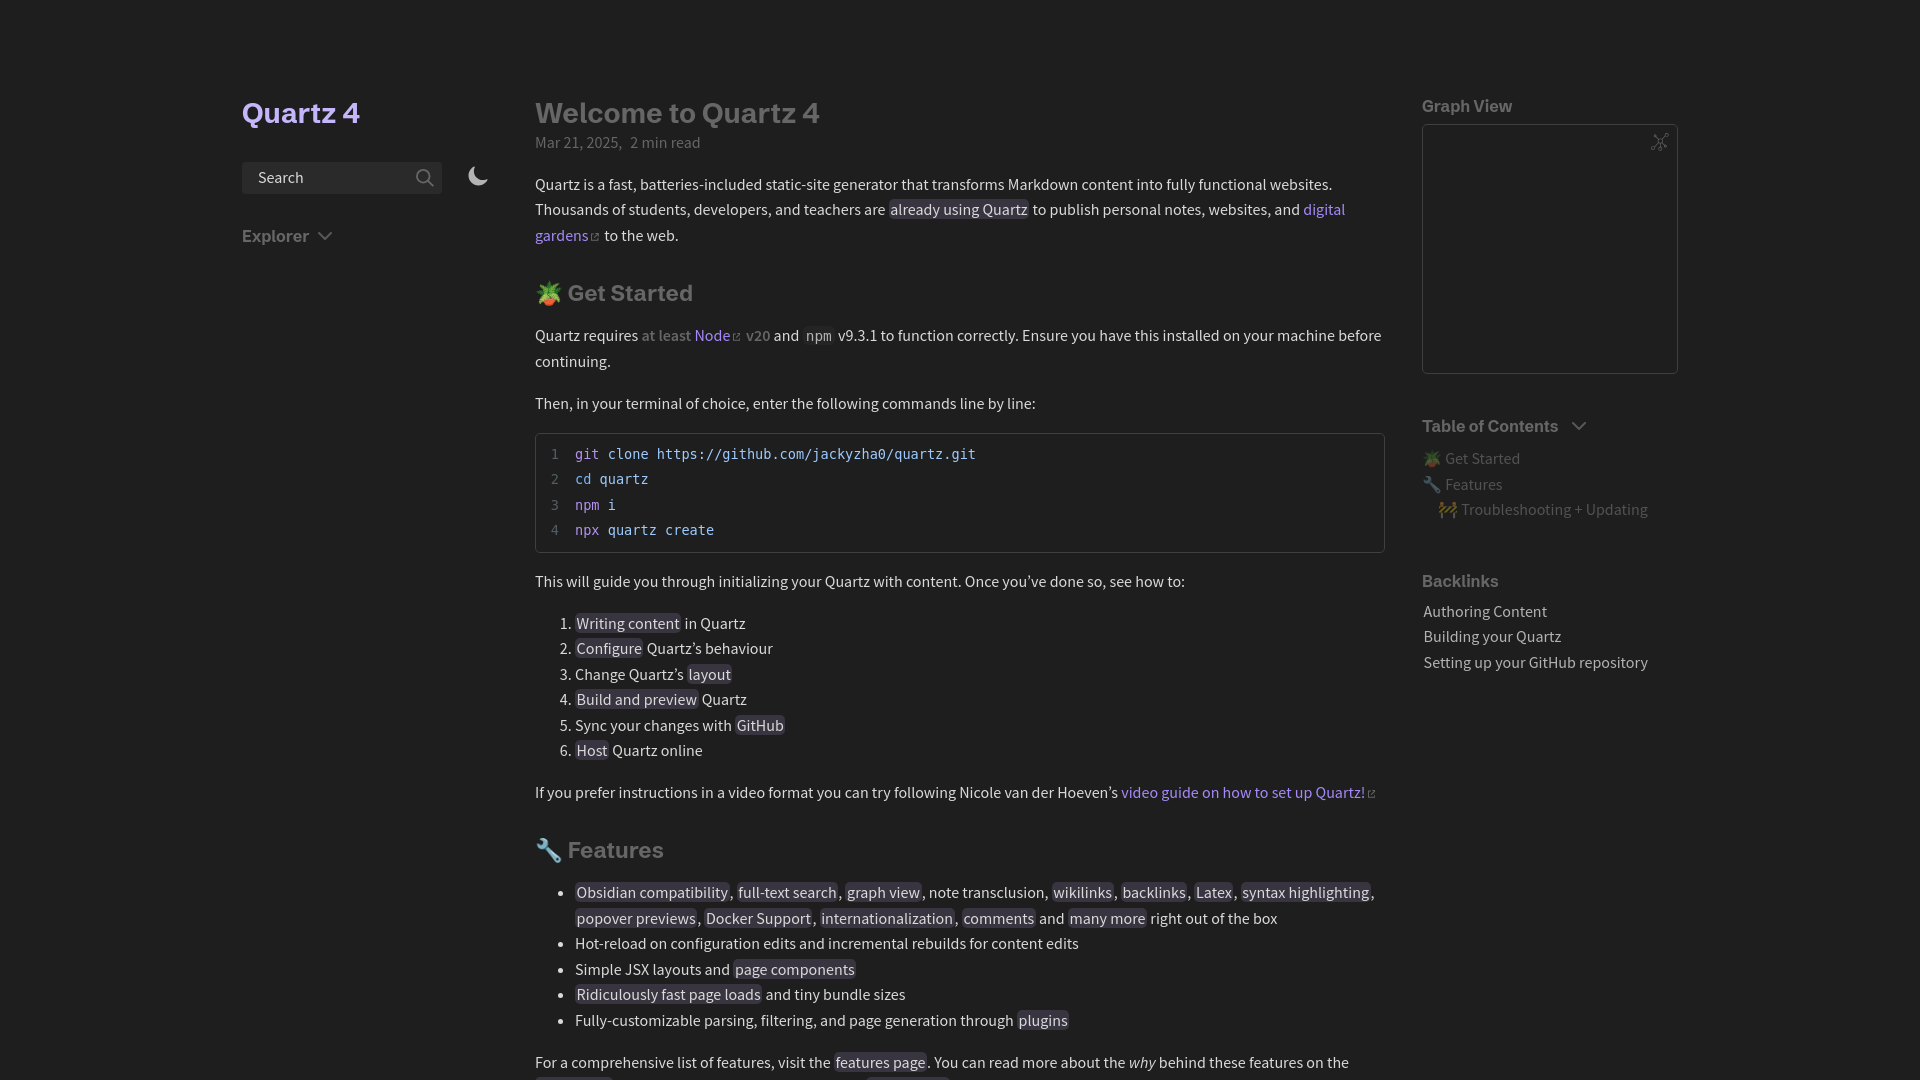 Quartz 4
Search
Explorer
Welcome to Quartz 4
Mar 21, 2025, 2 min read
Quartz is a fast, batteries-included static-site generator that transforms Markdown content into fully functional websites.
Thousands of students, developers, and teachers are already using Quartz to publish personal notes, websites, and digital
gardens to the web.
🪴 Get Started
Quartz requires at least Node v20 and npm v9.3.1 to function correctly. Ensure you have this installed on your machine before
continuing.
Then, in your terminal of choice, enter the following commands line by line:
1 git clone https://github.com/jackyzha0/quartz.git
2 cd quartz
3 npm i
4 npx quartz create
This will guide you through initializing your Quartz with content. Once you’ve done so, see how to:
1. Writing content in Quartz
2. Configure Quartz’s behaviour
3. Change Quartz’s layout
4. Build and preview Quartz
5. Sync your changes with GitHub
6. Host Quartz online
If you prefer instructions in a video format you can try following Nicole van der Hoeven’s video guide on how to set up Quartz!
🔧 Features
• Obsidian compatibility, full-text search, graph view, note transclusion, wikilinks, backlinks, Latex, syntax highlighting,
popover previews, Docker Support, internationalization, comments and many more right out of the box
• Hot-reload on configuration edits and incremental rebuilds for content edits
• Simple JSX layouts and page components
• Ridiculously fast page loads and tiny bundle sizes
• Fully-customizable parsing, filtering, and page generation through plugins
For a comprehensive list of features, visit the features page. You can read more about the why behind these features on the
Graph View
Table of Contents
🪴 Get Started
🔧 Features
🚧 Troubleshooting + Updating
Backlinks
Authoring Content
Building your Quartz
Setting up your GitHub repository